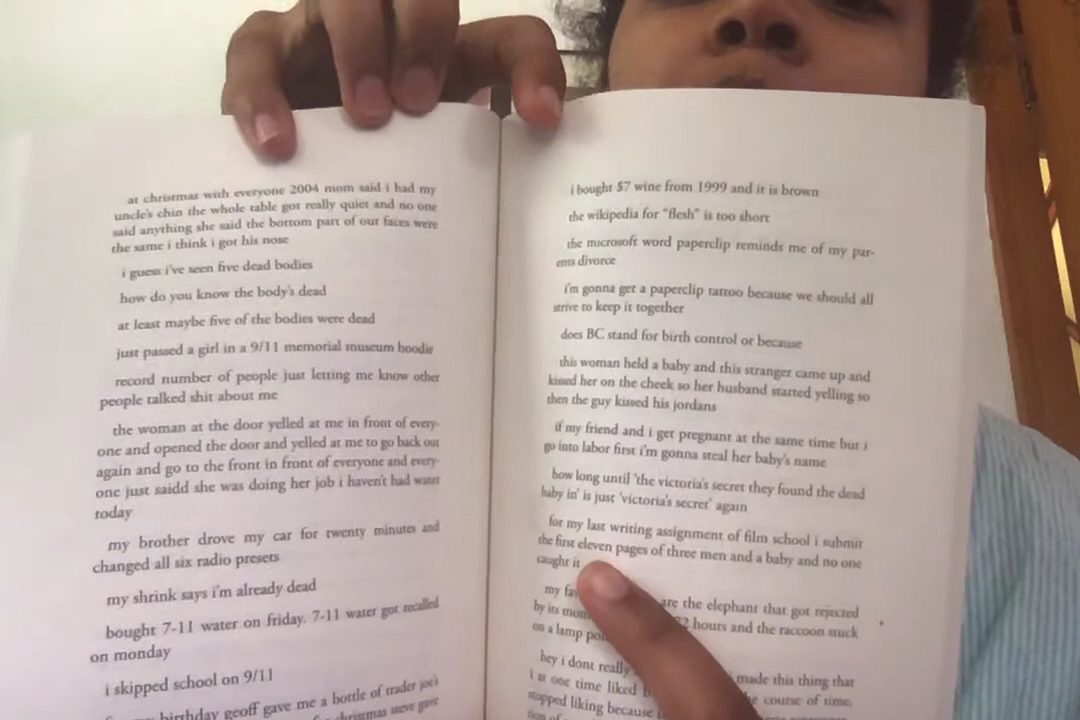 at christmas with everyone 2004 mom said i had my
uncle's chin the whole table got really quiet and no one
said anything she said the bottom part of our faces were
the same i think i got his nose
i guess i've seen five dead bodies
how do you know the body's dead
at least maybe five of the bodies were dead
just passed a girl in a 9/11 memorial museum hoodie
record number of people just letting me know other
people talked shit about me
the woman at the door yelled at me in front of every-
one and opened the door and yelled at me to go back out
again and go to the front in front of everyone and every-
one just saidd she was doing her job i haven't had water
today
my brother drove my car for twenty minutes and
changed all six radio presets
my shrink says i'm already dead
bought 7-11 water on friday. 7-11 water got recalled
on monday
i skipped school on 9/11
birthday geoff gave me a bottle of trader joe's
christmas steve gave
i bought $7 wine from 1999 and it is brown
the wikipedia for "flesh" is too short
the microsoft word paperclip reminds me of my par-
ents divorce
i'm gonna get a paperclip tattoo because we should all
strive to keep it together
does BC stand for birth control or because
this woman held a baby and this stranger came up and
kissed her on the cheek so her husband started yelling so
then the guy kissed his jordans
if my friend and i get pregnant at the same time but i
go into labor first i'm gonna steal her baby's name
how long until 'the victoria's secret they found the dead
baby in' is just 'victoria's secret' again
for my last writing assignment of film school i submit
the first eleven pages of three men and a baby and no one
caught it
my are the elephant that got rejected
by its hours and the raccoon stuck
on a lamp
hey i dont really made this thing that
i at one time liked the course of time,
stopped liking because